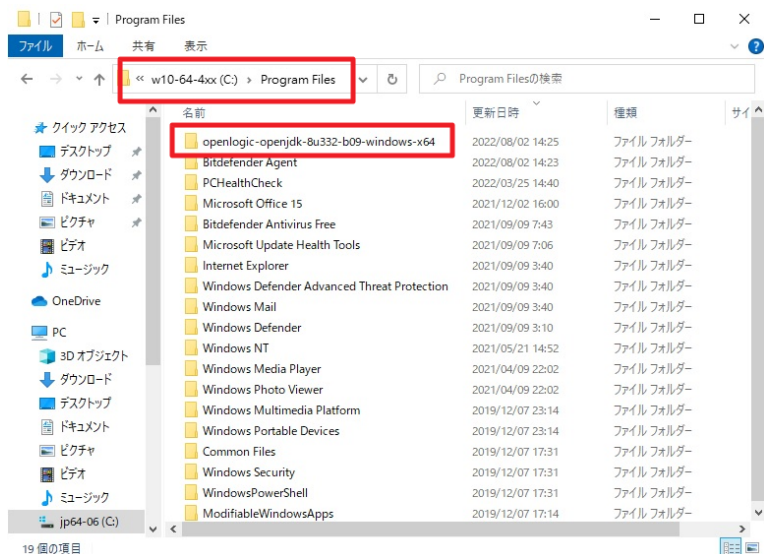 Program Files
ファイル ホーム 共有 表示
« w10-64-4xx (C:) › Program Files
Program Filesの検索
名前 更新日時 種類 サイ
クイック アクセス
デスクトップ
ダウンロード
ドキュメント
ピクチャ
ビデオ
ミュージック
OneDrive
PC
3D オブジェクト
ダウンロード
デスクトップ
ドキュメント
ピクチャ
ビデオ
ミュージック
jp64-06 (C:)
openlogic-openjdk-8u332-b09-windows-x64 2022/08/02 14:25 ファイル フォルダー
Bitdefender Agent 2022/08/02 14:23 ファイル フォルダー
PCHealthCheck 2022/03/25 14:40 ファイル フォルダー
Microsoft Office 15 2021/12/02 16:00 ファイル フォルダー
Bitdefender Antivirus Free 2021/09/09 7:43 ファイル フォルダー
Microsoft Update Health Tools 2021/09/09 7:06 ファイル フォルダー
Internet Explorer 2021/09/09 3:40 ファイル フォルダー
Windows Defender Advanced Threat Protection 2021/09/09 3:40 ファイル フォルダー
Windows Mail 2021/09/09 3:40 ファイル フォルダー
Windows Defender 2021/09/09 3:10 ファイル フォルダー
Windows NT 2021/05/21 14:52 ファイル フォルダー
Windows Media Player 2021/04/09 22:02 ファイル フォルダー
Windows Photo Viewer 2021/04/09 22:02 ファイル フォルダー
Windows Multimedia Platform 2019/12/07 23:14 ファイル フォルダー
Windows Portable Devices 2019/12/07 23:14 ファイル フォルダー
Common Files 2019/12/07 17:31 ファイル フォルダー
Windows Security 2019/12/07 17:31 ファイル フォルダー
WindowsPowerShell 2019/12/07 17:31 ファイル フォルダー
ModifiableWindowsApps 2019/12/07 17:14 ファイル フォルダー
19 個の項目